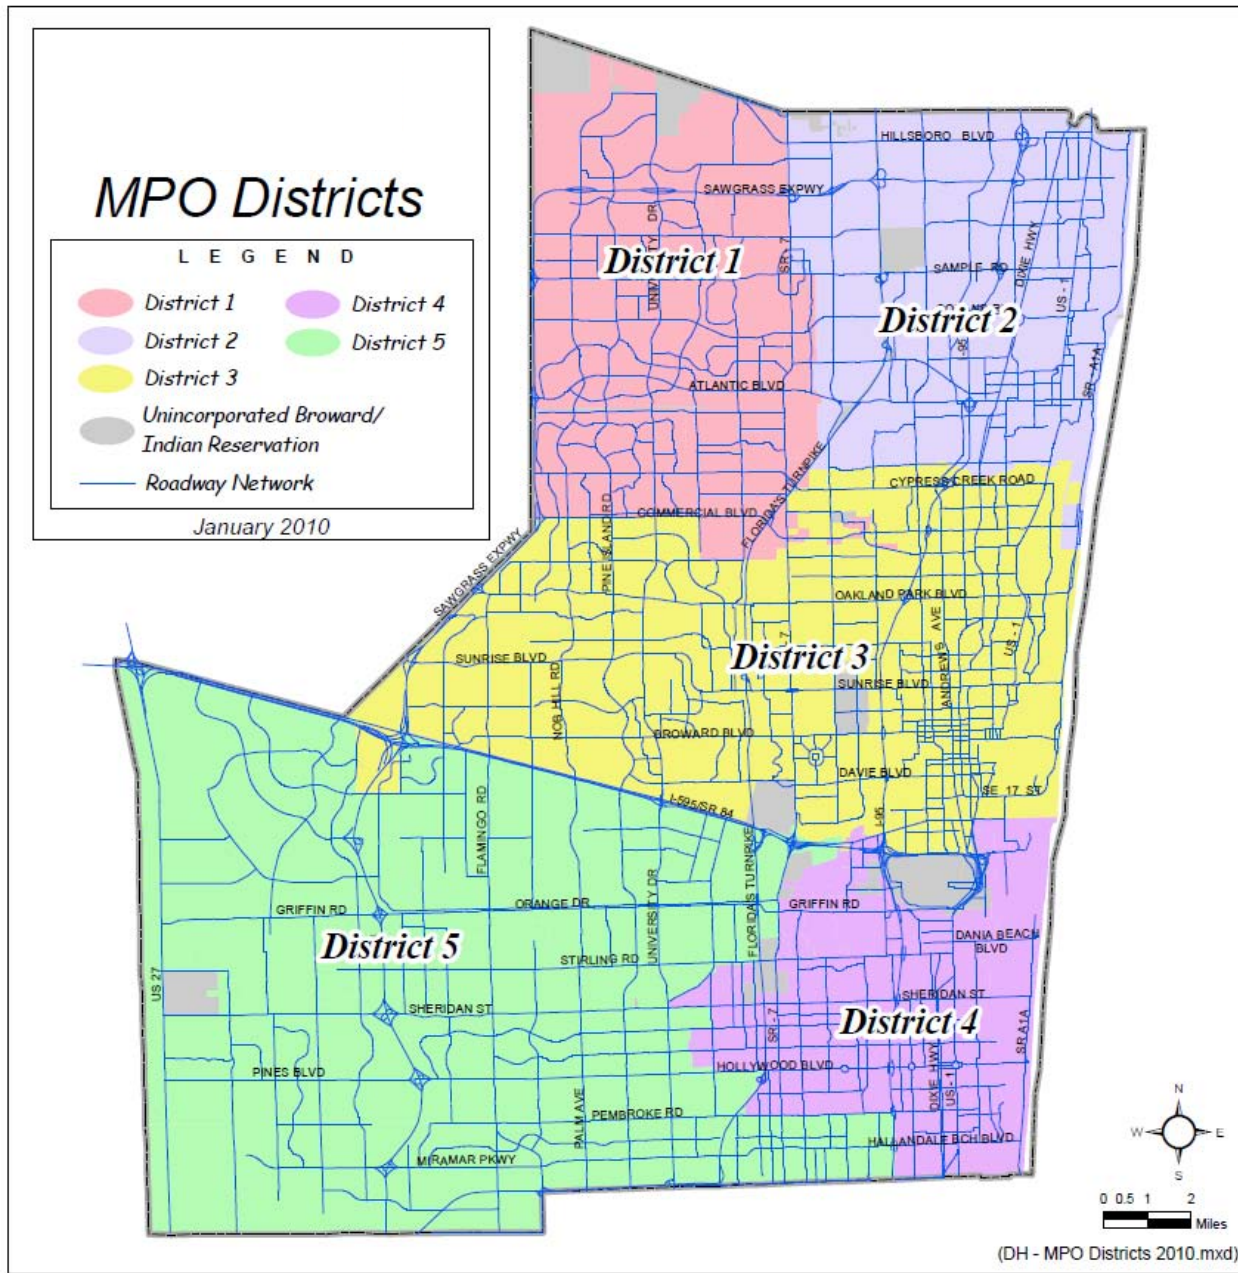 MPO Districts
L E G E N D
District 1
District 4
District 2
District 5
District 3
Unincorporated Broward/
Indian Reservation
Roadway Network
January 2010
HILLSBORO BLVD
SAWGRASS EXPWY
DR
District 1
SR - 7
SAMPLE RD
DIXIE HWY
US - 1
District 2
I-95
SR - A1A
ATLANTIC BLVD
FLORIDA'S TURNPIKE
CYPRESS CREEK ROAD
PINE ISLAND RD
COMMERCIAL BLVD
SAWGRASS EXPWY
OAKLAND PARK BLVD
ANDREWS AVE
US - 1
District 3
SUNRISE BLVD
SUNRISE BLVD
NOB HILL RD
BROWARD BLVD
DAVIE BLVD
SE 17 ST
I-595/SR 84
I-95
FLAMINGO RD
UNIVERSITY DR
FLORIDA'S TURNPIKE
ORANGE DR
GRIFFIN RD
GRIFFIN RD
District 5
DANIA BEACH
BLVD
STIRLING RD
US 27
SHERIDAN ST
SHERIDAN ST
District 4
SR - 7
SR A1A
HOLLYWOOD BLVD
PINES BLVD
DIXIE HWY
US - 1
PALM AVE
PEMBROKE RD
HALLANDALE BCH BLVD
MIRAMAR PKWY
N
W E
S
0 0.5 1 2
Miles
(DH - MPO Districts 2010.mxd)